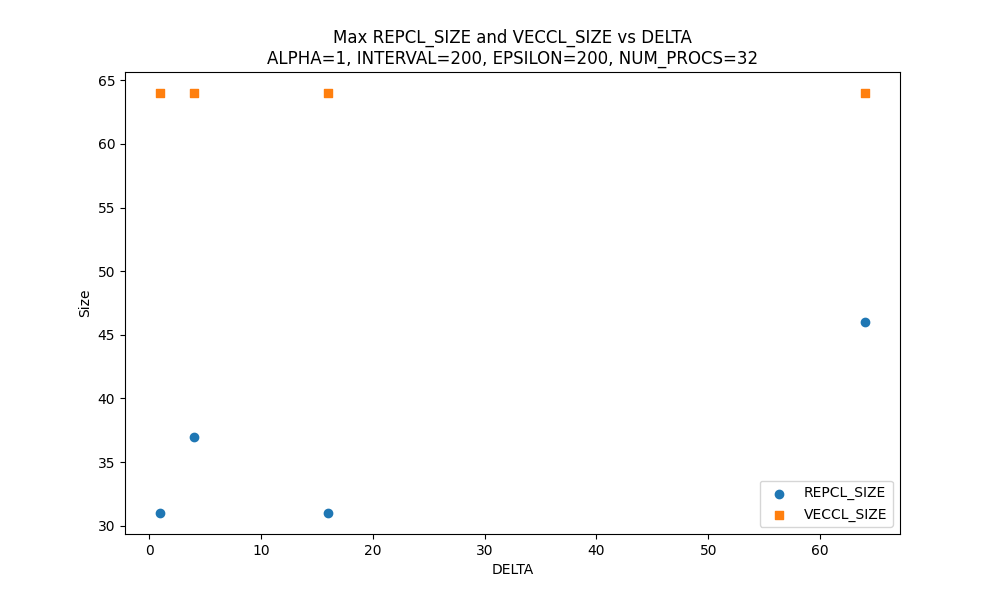 Max REPCL_SIZE and VECCL_SIZE vs DELTA
ALPHA=1, INTERVAL=200, EPSILON=200, NUM_PROCS=32
65
60
55
50
45
40
35
30
Size
REPCL_SIZE
VECCL_SIZE
0 10 20 30 40 50 60
DELTA